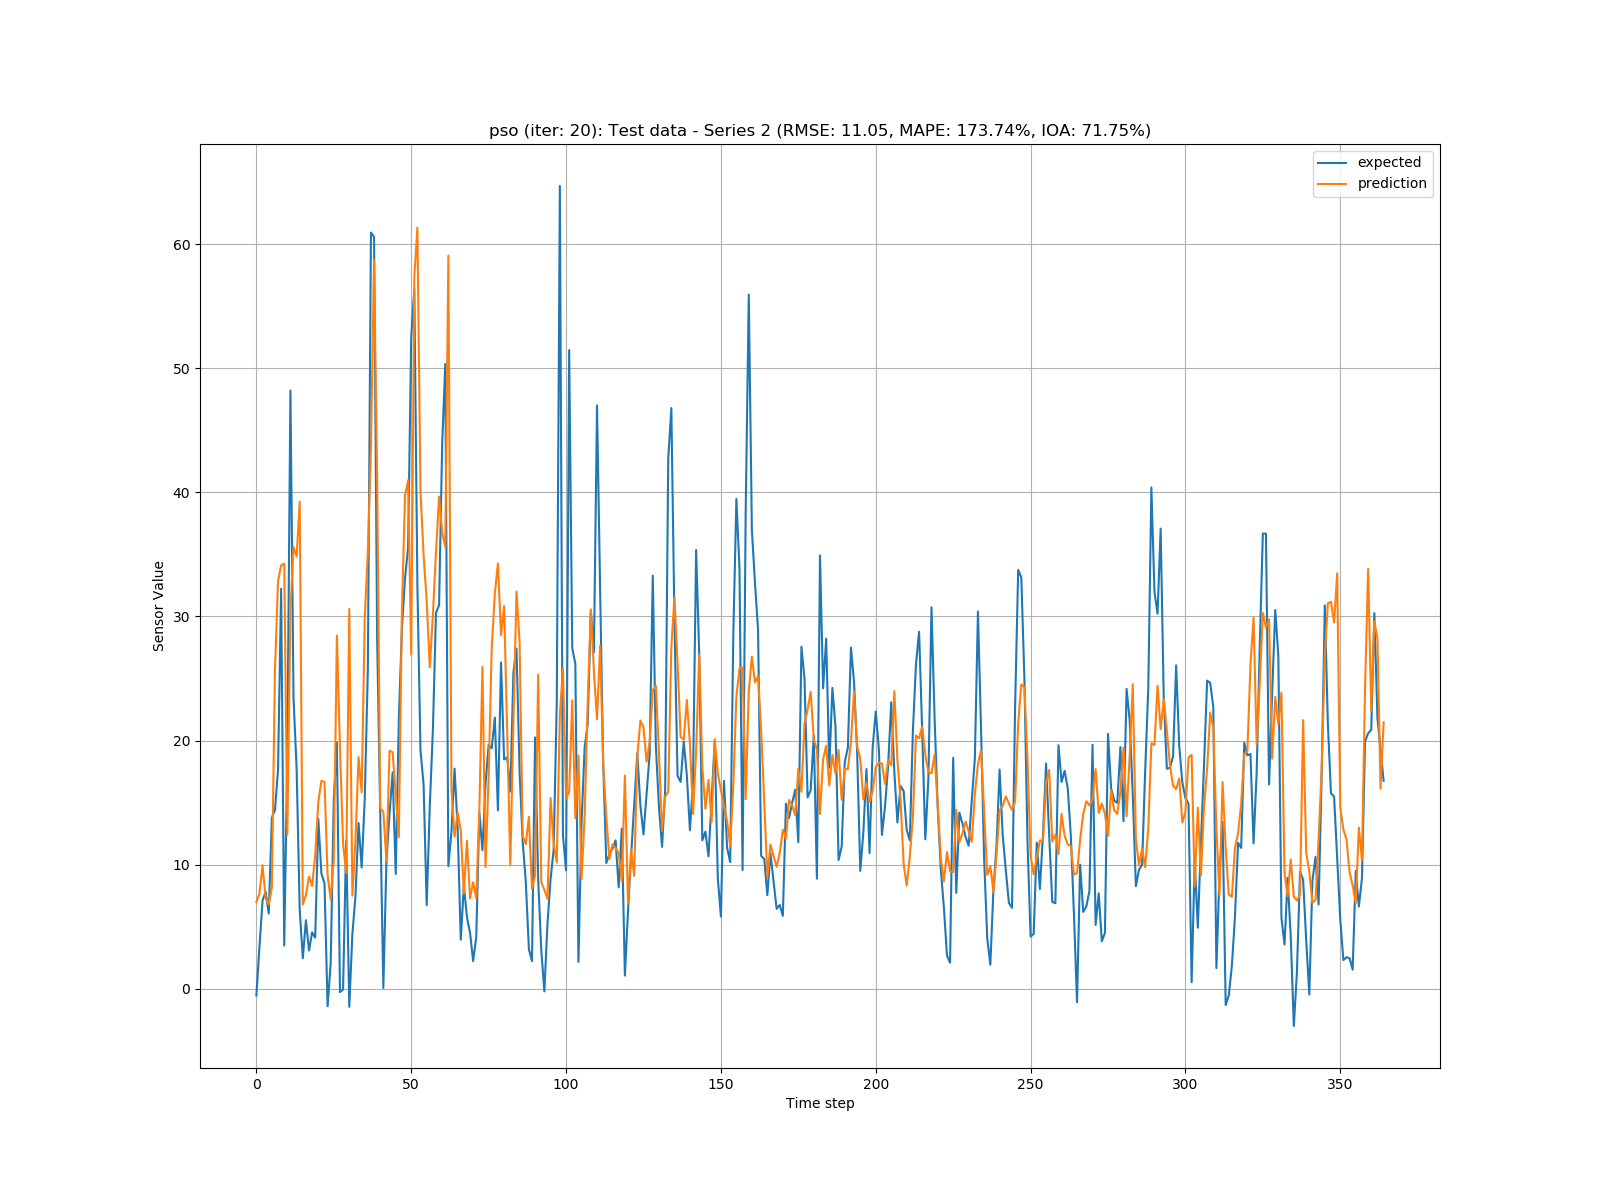 pso (iter: 20): Test data - Series 2 (RMSE: 11.05, MAPE: 173.74%, IOA: 71.75%)
expected
prediction
60
50
40
30
20
10
0
Sensor Value
0 50 100 150 200 250 300 350
Time step